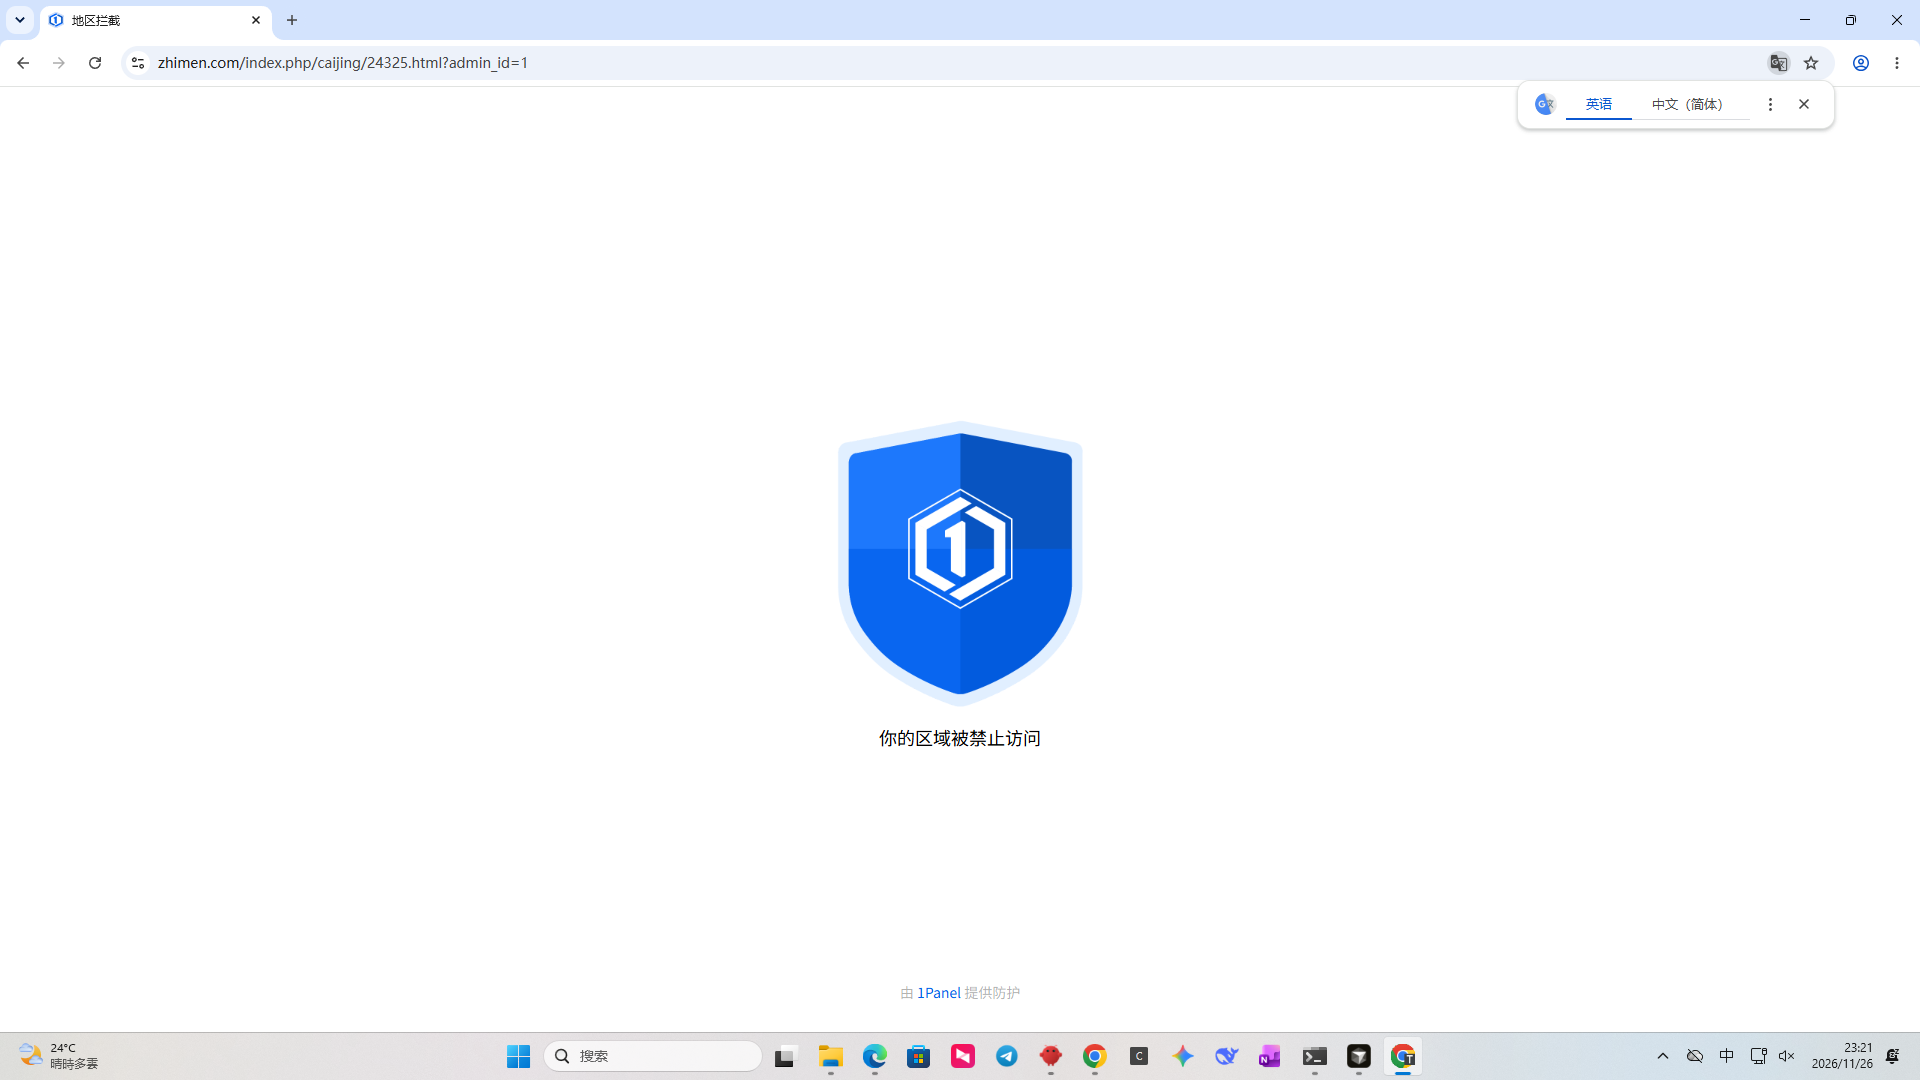 地区拦截
zhimen.com/index.php/caijing/24325.html?admin_id=1
英语
中文（简体）
1
你的区域被禁止访问
由 1Panel 提供防护
24°C
晴時多雲
搜索
C
N
T
中
23:21
2026/11/26